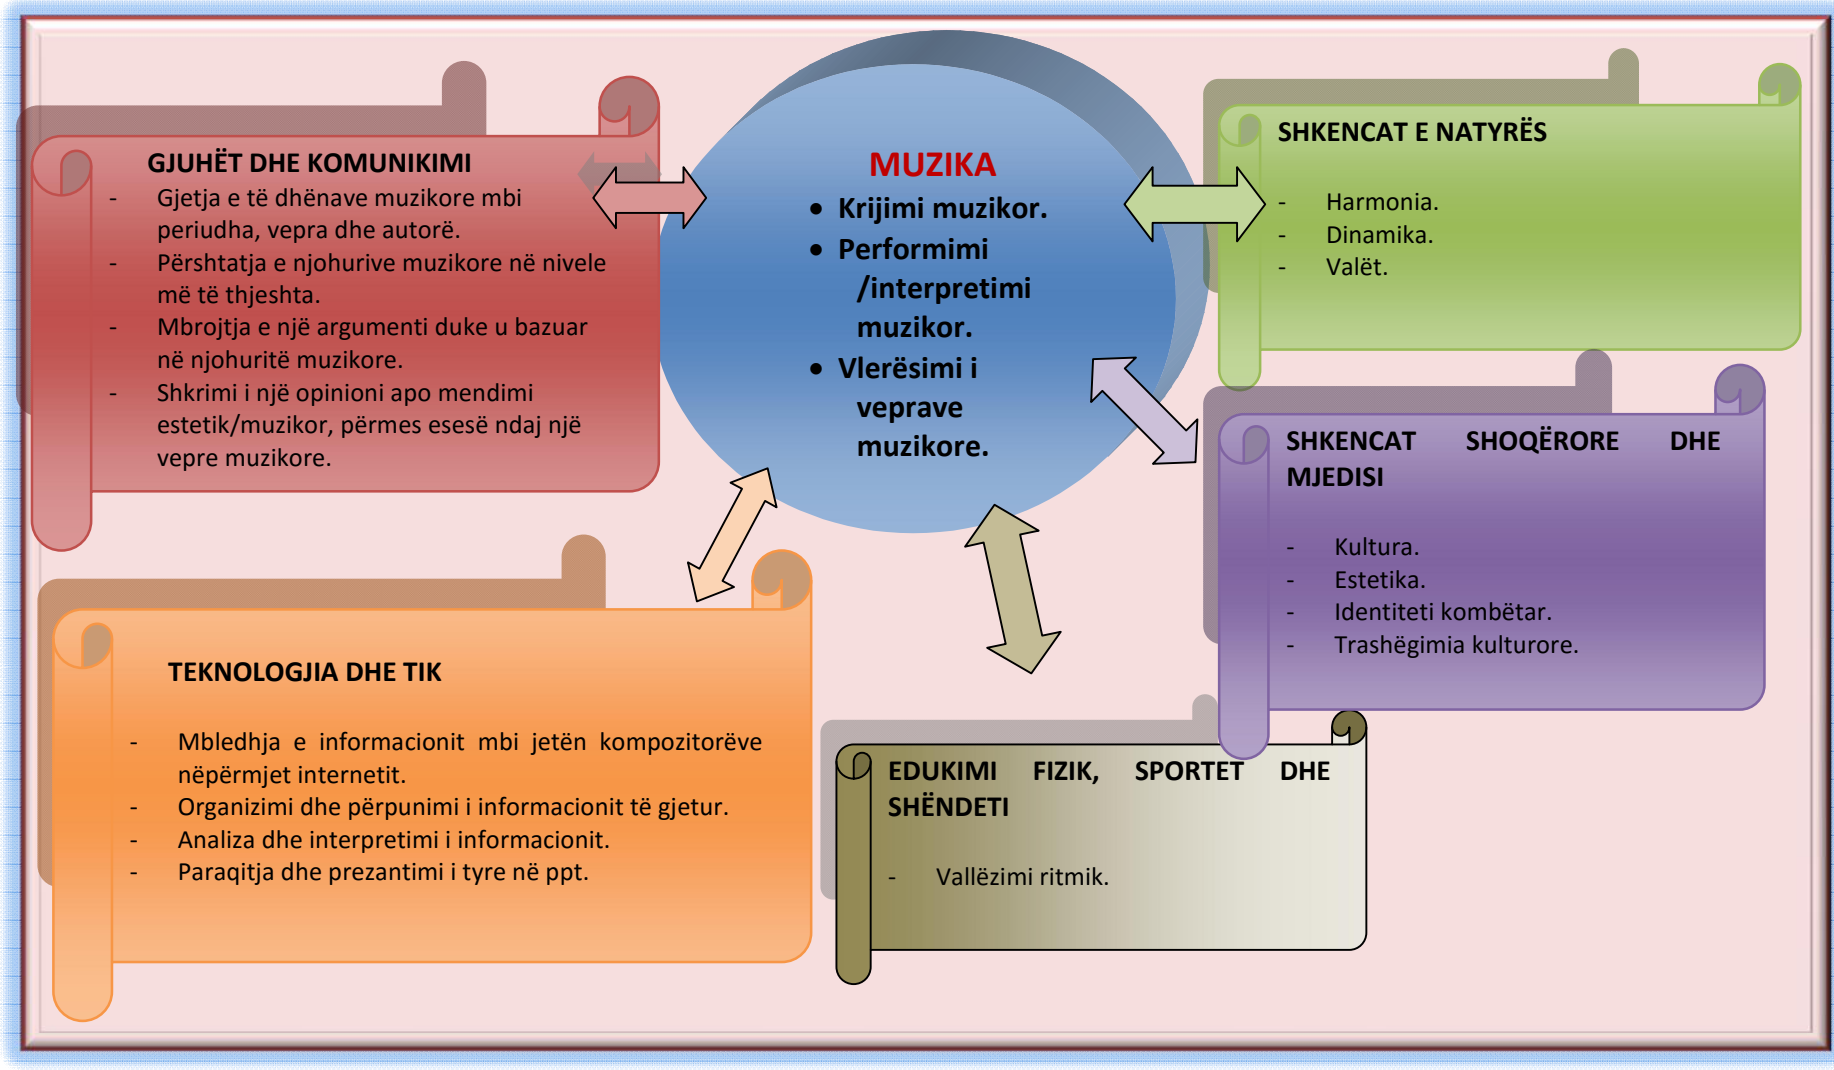 GJUHËT DHE KOMUNIKIMI
- Gjetja e të dhënave muzikore mbi
periudha, vepra dhe autorë.
- Përshtatja e njohurive muzikore në nivele
më të thjeshta.
- Mbrojtja e një argumenti duke u bazuar
në njohuritë muzikore.
- Shkrimi i një opinioni apo mendimi
estetik/muzikor, përmes esesë ndaj një
vepre muzikore.
MUZIKA
• Krijimi muzikor.
• Performimi
/interpretimi
muzikor.
• Vlerësimi i
veprave
muzikore.
SHKENCAT E NATYRËS
- Harmonia.
- Dinamika.
- Valët.
SHKENCAT SHOQËRORE DHE
MJEDISI
- Kultura.
- Estetika.
- Identiteti kombëtar.
- Trashëgimia kulturore.
TEKNOLOGJIA DHE TIK
- Mbledhja e informacionit mbi jetën kompozitorëve
nëpërmjet internetit.
- Organizimi dhe përpunimi i informacionit të gjetur.
- Analiza dhe interpretimi i informacionit.
- Paraqitja dhe prezantimi i tyre në ppt.
EDUKIMI FIZIK, SPORTET DHE
SHËNDETI
- Vallëzimi ritmik.